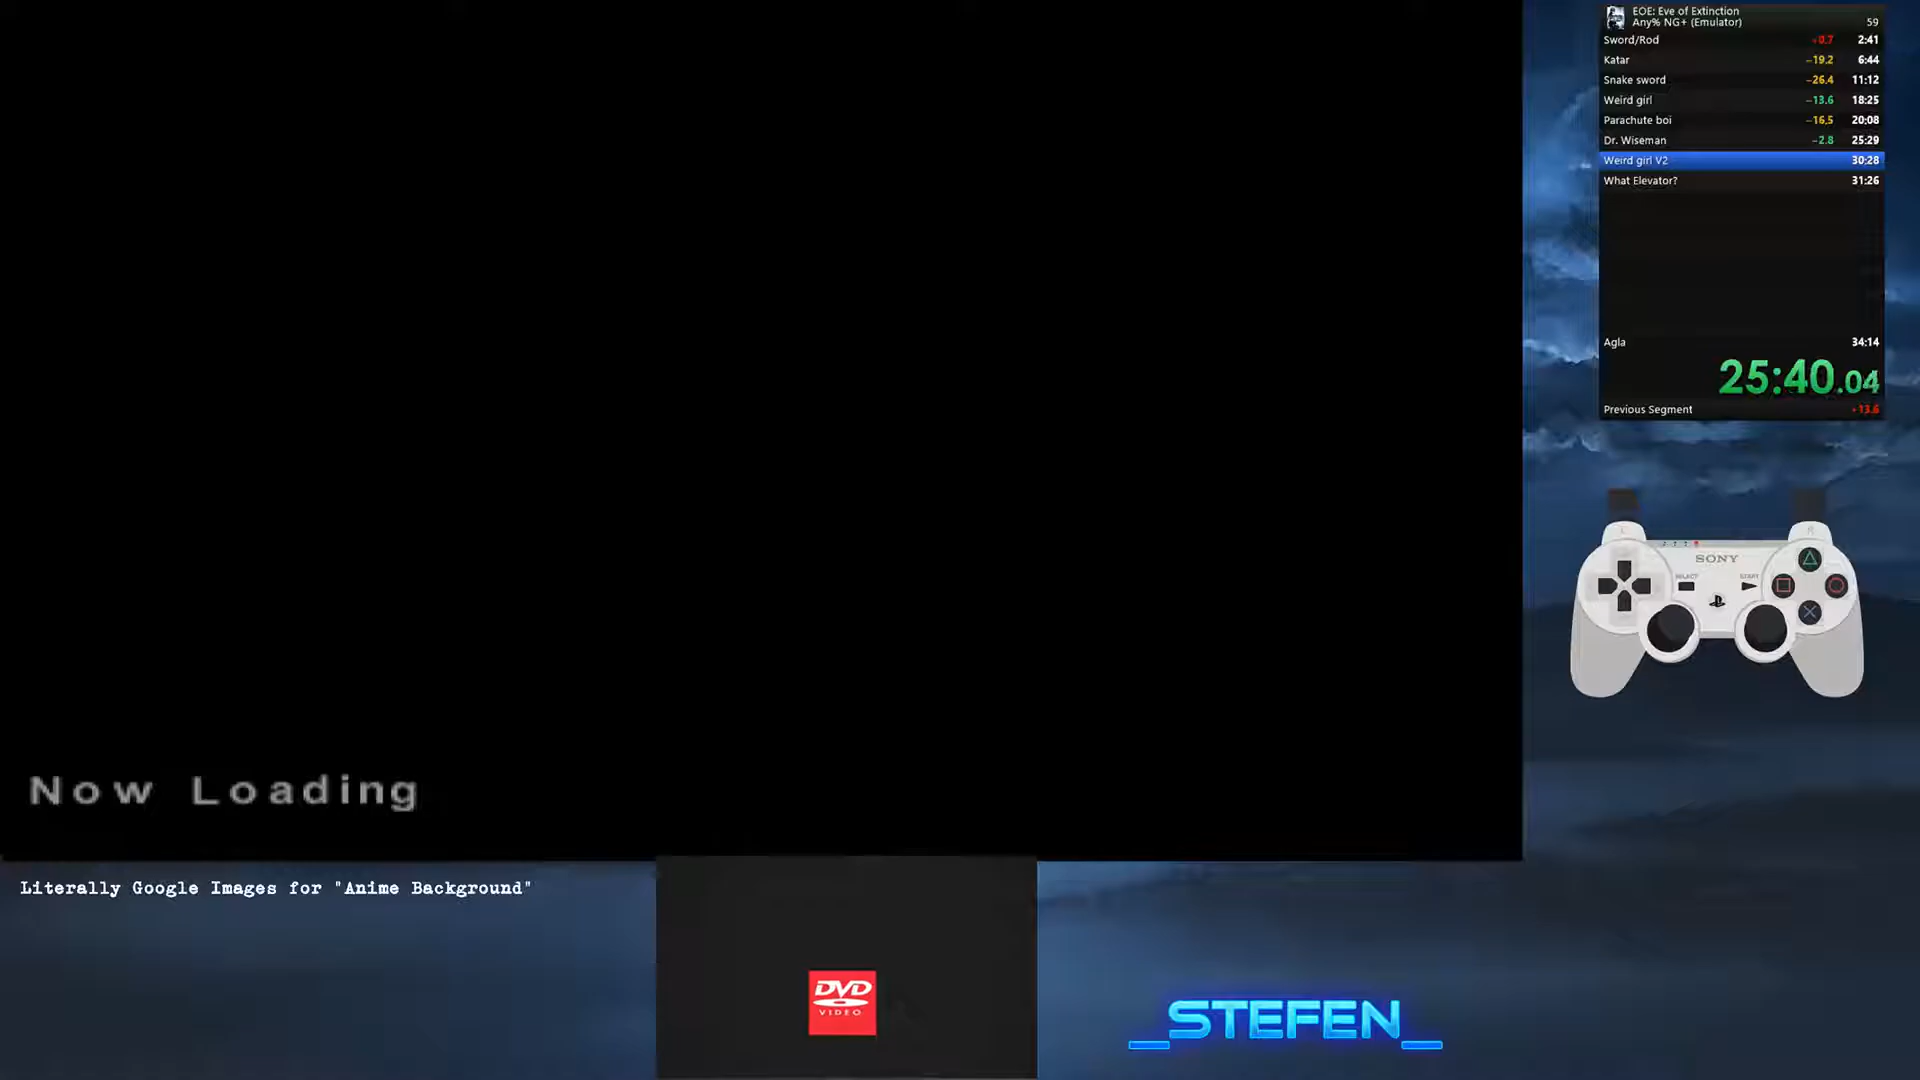 EOE: Eve of Extinction
Any% NG+ (Emulator) 59
Sword/Rod +0.7 2:41
Katar −19.2 6:44
Snake sword −26.4 11:12
Weird girl −13.6 18:25
Parachute boi −16.5 20:08
Dr. Wiseman −2.8 25:29
Weird girl V2 30:28
What Elevator? 31:26
Agla 34:14
25:40.04
Previous Segment +13.6
SONY
SELECT START
Now Loading
Literally Google Images for "Anime Background"
DVD
VIDEO
_STEFEN_